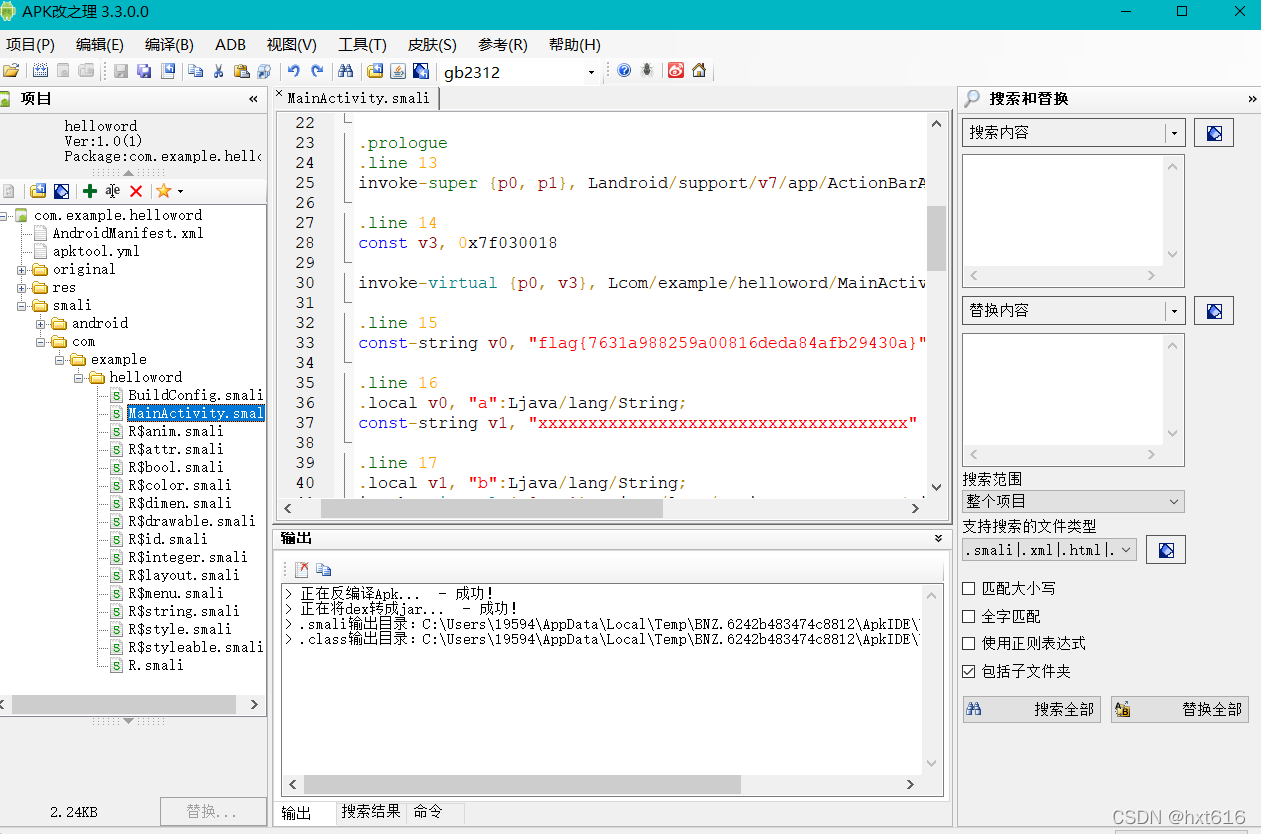 APK改之理 3.3.0.0
项目(P) 编辑(E) 编译(B) ADB 视图(V) 工具(T) 皮肤(S) 参考(R) 帮助(H)
gb2312
项目
helloword
Ver:1.0(1)
Package:com.example.hell
com.example.helloword
AndroidManifest.xml
apktool.yml
original
res
smali
android
com
example
helloword
BuildConfig.smali
MainActivity.smal
R$anim.smali
R$attr.smali
R$bool.smali
R$color.smali
R$dimen.smali
R$drawable.smali
R$id.smali
R$integer.smali
R$layout.smali
R$menu.smali
R$string.smali
R$style.smali
R$styleable.smali
R.smali
2.24KB
替换...
MainActivity.smali
22
23 .prologue
24 .line 13
25 invoke-super {p0, p1}, Landroid/support/v7/app/ActionBarA
26
27 .line 14
28 const v3, 0x7f030018
29
30 invoke-virtual {p0, v3}, Lcom/example/helloword/MainActiv
31
32 .line 15
33 const-string v0, "flag{7631a988259a00816deda84afb29430a}"
34
35 .line 16
36 .local v0, "a":Ljava/lang/String;
37 const-string v1, "xxxxxxxxxxxxxxxxxxxxxxxxxxxxxxxxxxxxx"
38
39 .line 17
40 .local v1, "b":Ljava/lang/String;
输出
> 正在反编译Apk... - 成功！
> 正在将dex转成jar... - 成功！
>.smali输出目录：C:\Users\19594\AppData\Local\Temp\BNZ.6242b483474c8812\ApkIDE\
>.class输出目录：C:\Users\19594\AppData\Local\Temp\BNZ.6242b483474c8812\ApkIDE\
输出 搜索结果 命令
搜索和替换
搜索内容
替换内容
搜索范围
整个项目
支持搜索的文件类型
.smali|.xml|.html|.
匹配大小写
全字匹配
使用正则表达式
包括子文件夹
搜索全部 替换全部
CSDN @hxt616